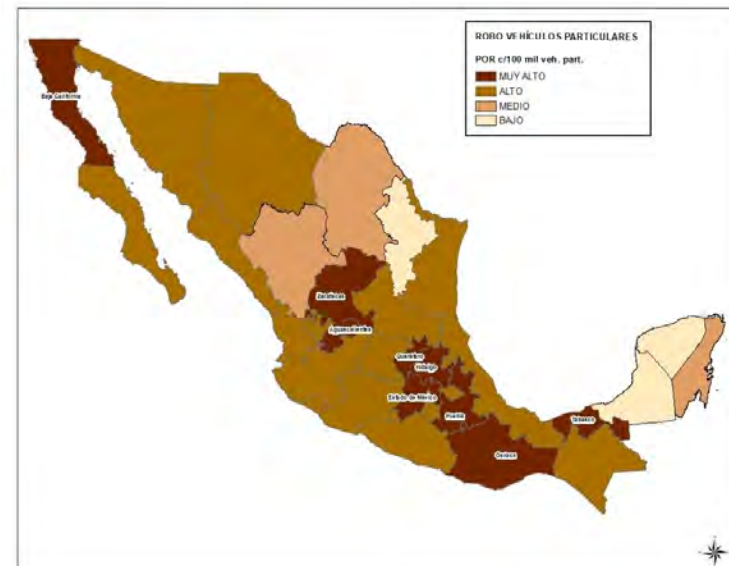 ROBO VEHÍCULOS PARTICULARES
POR c/100 mil veh. part.
MUY ALTO
ALTO
MEDIO
BAJO
Baja California
Zacatecas
Aguascalientes
Querétaro
Hidalgo
Estado de México
Puebla
Tabasco
Oaxaca